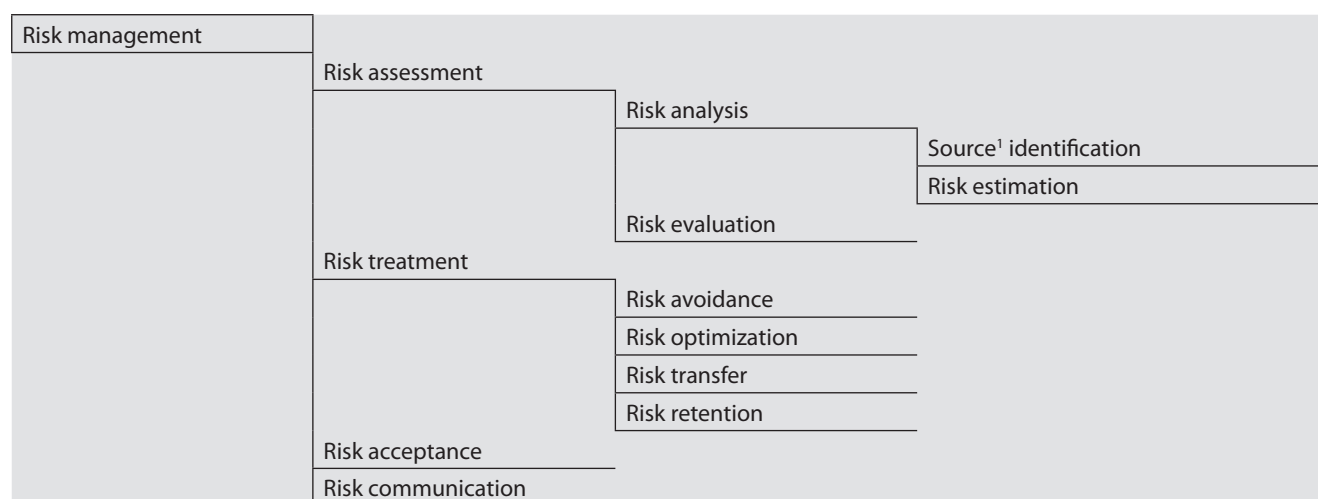 Risk management
Risk assessment
Risk analysis
Source¹ identification
Risk estimation
Risk evaluation
Risk treatment
Risk avoidance
Risk optimization
Risk transfer
Risk retention
Risk acceptance
Risk communication